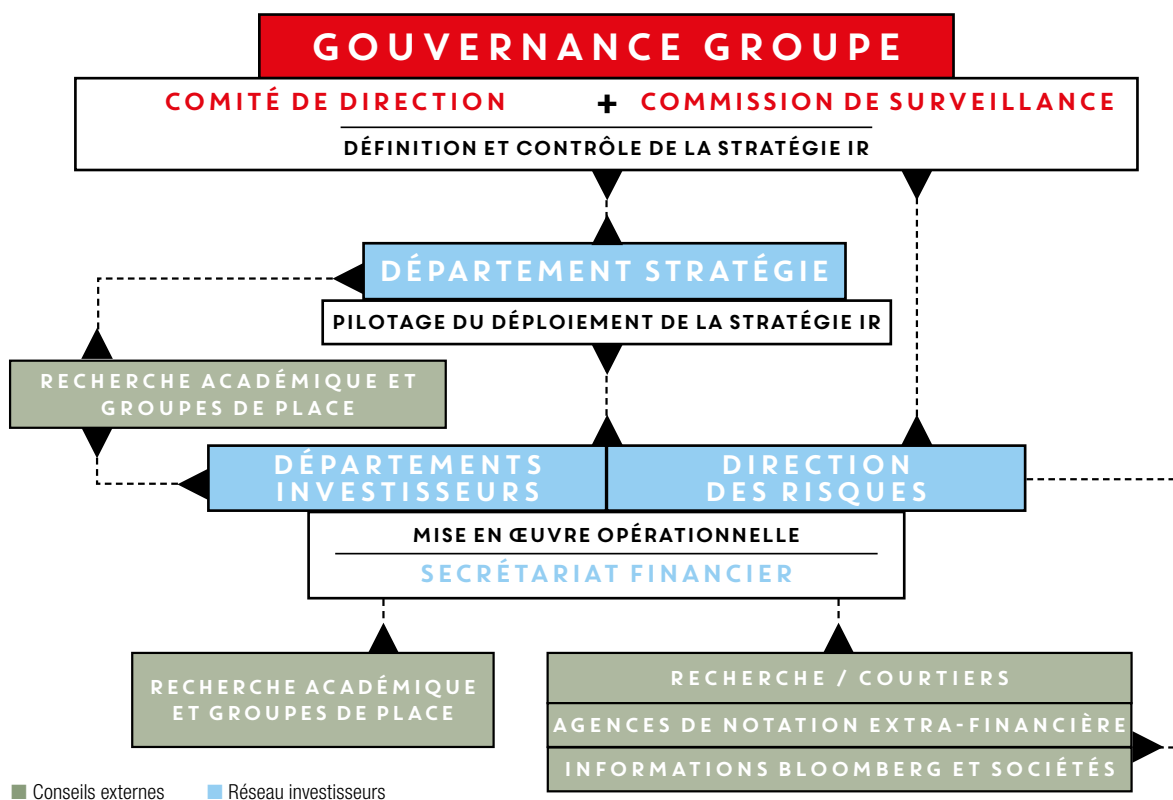 GOUVERNANCE GROUPE
COMITÉ DE DIRECTION + COMMISSION DE SURVEILLANCE
DÉFINITION ET CONTRÔLE DE LA STRATÉGIE IR
DÉPARTEMENT STRATÉGIE
PILOTAGE DU DÉPLOIEMENT DE LA STRATÉGIE IR
RECHERCHE ACADÉMIQUE ET
GROUPES DE PLACE
DÉPARTEMENTS
INVESTISSEURS
DIRECTION
DES RISQUES
MISE EN ŒUVRE OPÉRATIONNELLE
SECRÉTARIAT FINANCIER
RECHERCHE ACADÉMIQUE
ET GROUPES DE PLACE
RECHERCHE / COURTIERS
AGENCES DE NOTATION EXTRA-FINANCIÈRE
INFORMATIONS BLOOMBERG ET SOCIÉTÉS
Conseils externes
Réseau investisseurs